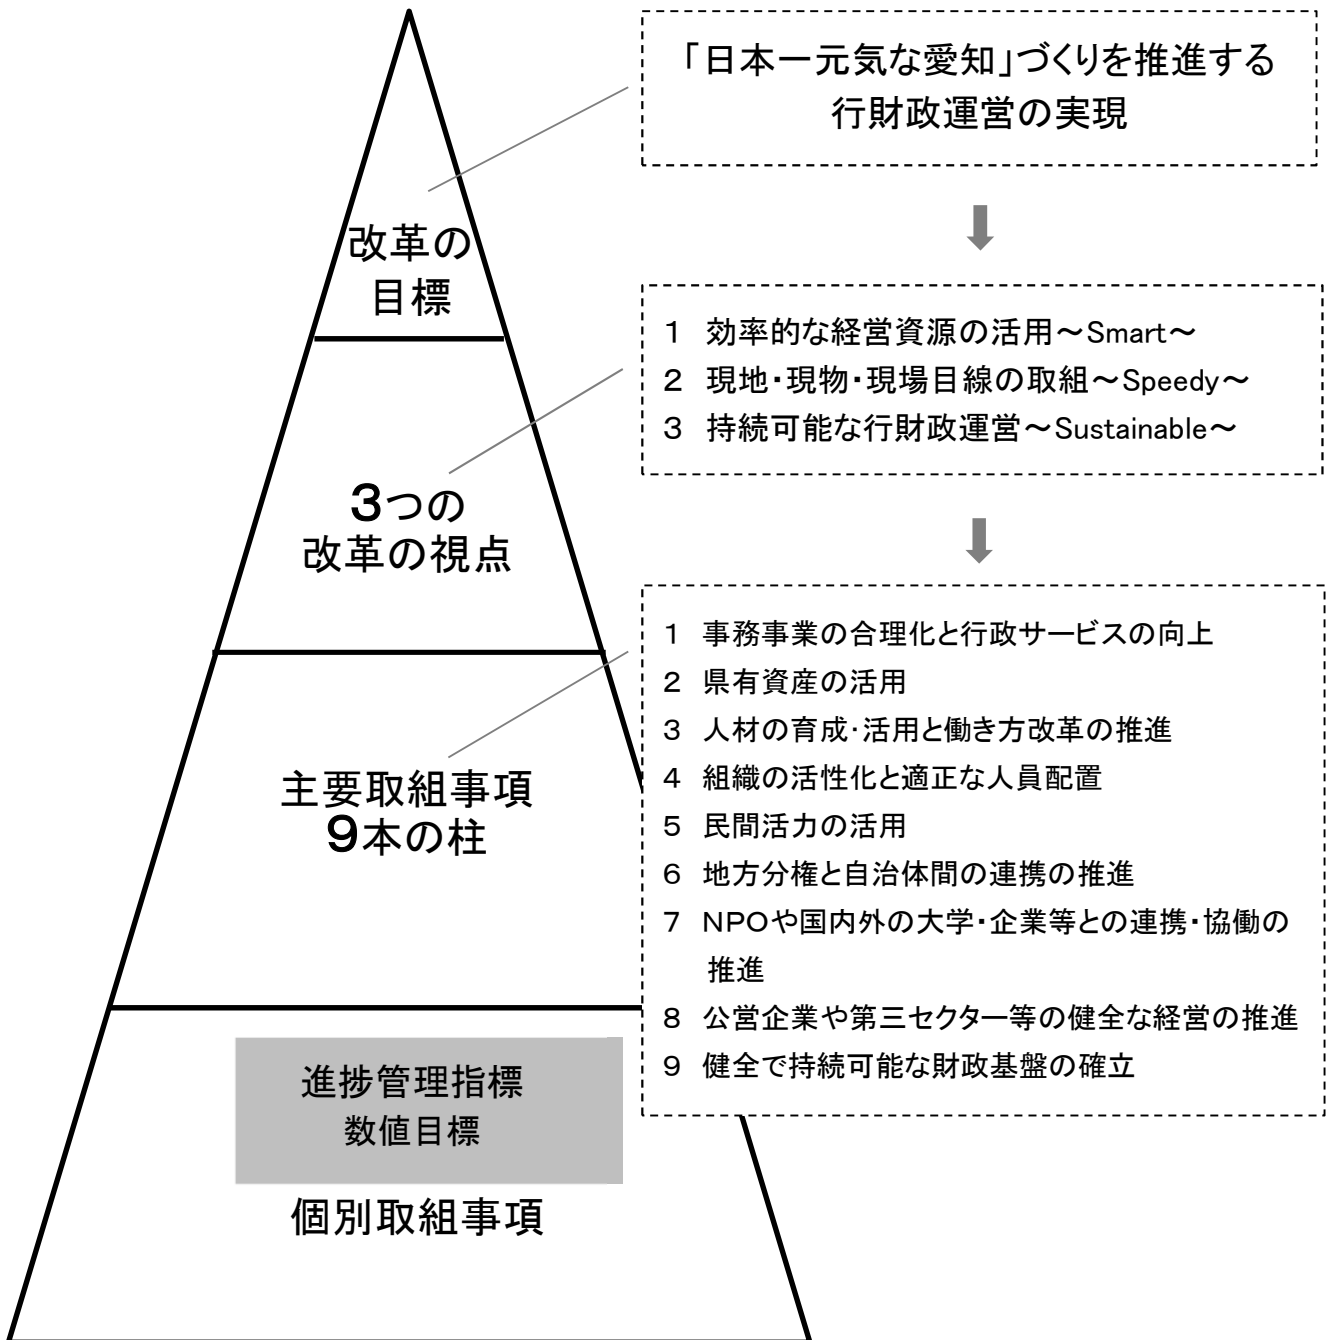 「日本一元気な愛知」づくりを推進する
行財政運営の実現
改革の
目標
1 効率的な経営資源の活用～Smart～
2 現地・現物・現場目線の取組～Speedy～
3 持続可能な行財政運営～Sustainable～
3つの
改革の視点
1 事務事業の合理化と行政サービスの向上
2 県有資産の活用
3 人材の育成・活用と働き方改革の推進
4 組織の活性化と適正な人員配置
5 民間活力の活用
6 地方分権と自治体間の連携の推進
7 NPOや国内外の大学・企業等との連携・協働の
推進
8 公営企業や第三セクター等の健全な経営の推進
9 健全で持続可能な財政基盤の確立
主要取組事項
9本の柱
進捗管理指標
数値目標
個別取組事項